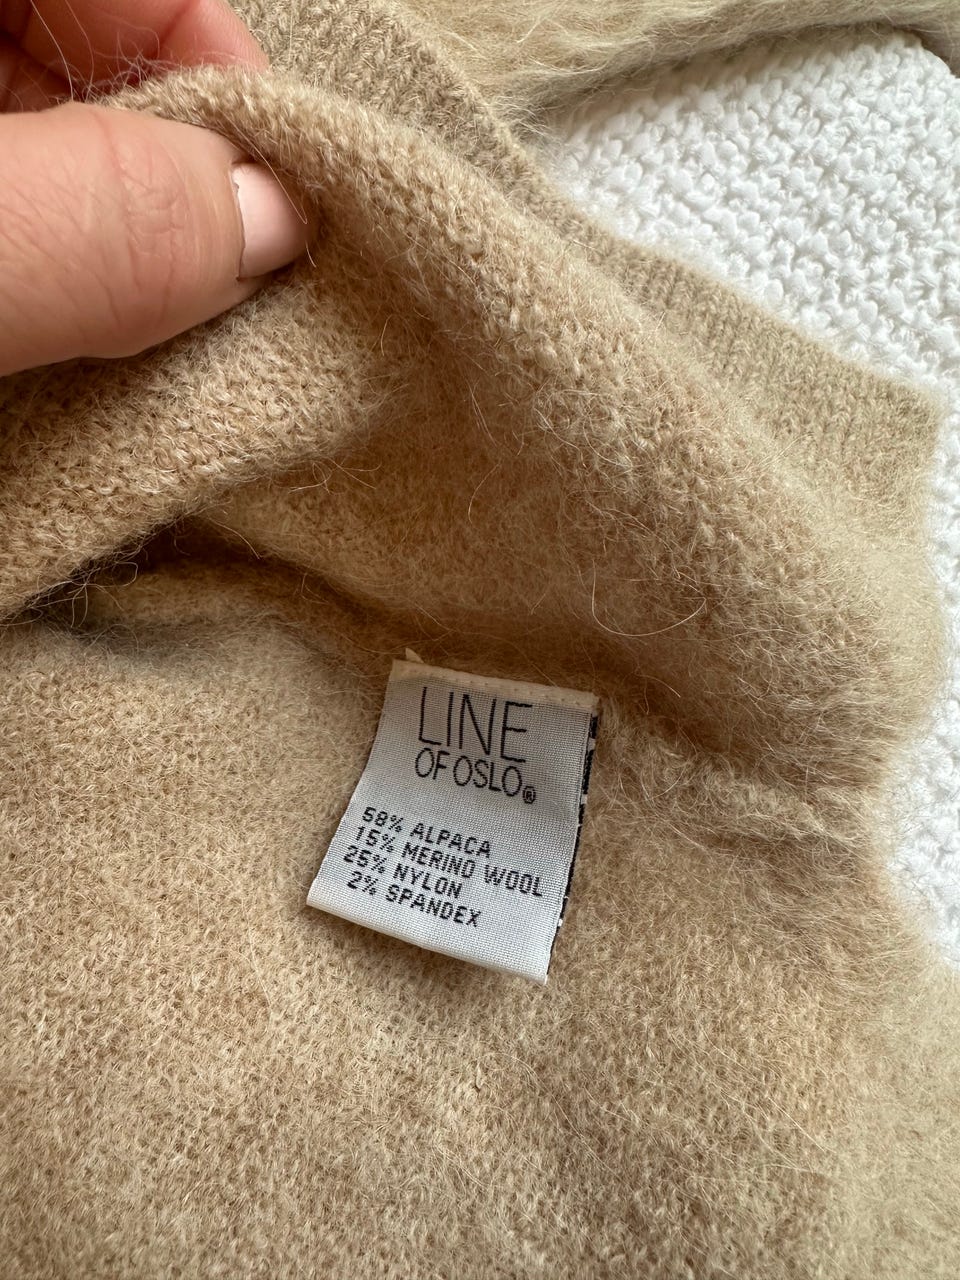 LINE
OF OSLO®
58% ALPACA
15% MERINO WOOL
25% NYLON
2% SPANDEX